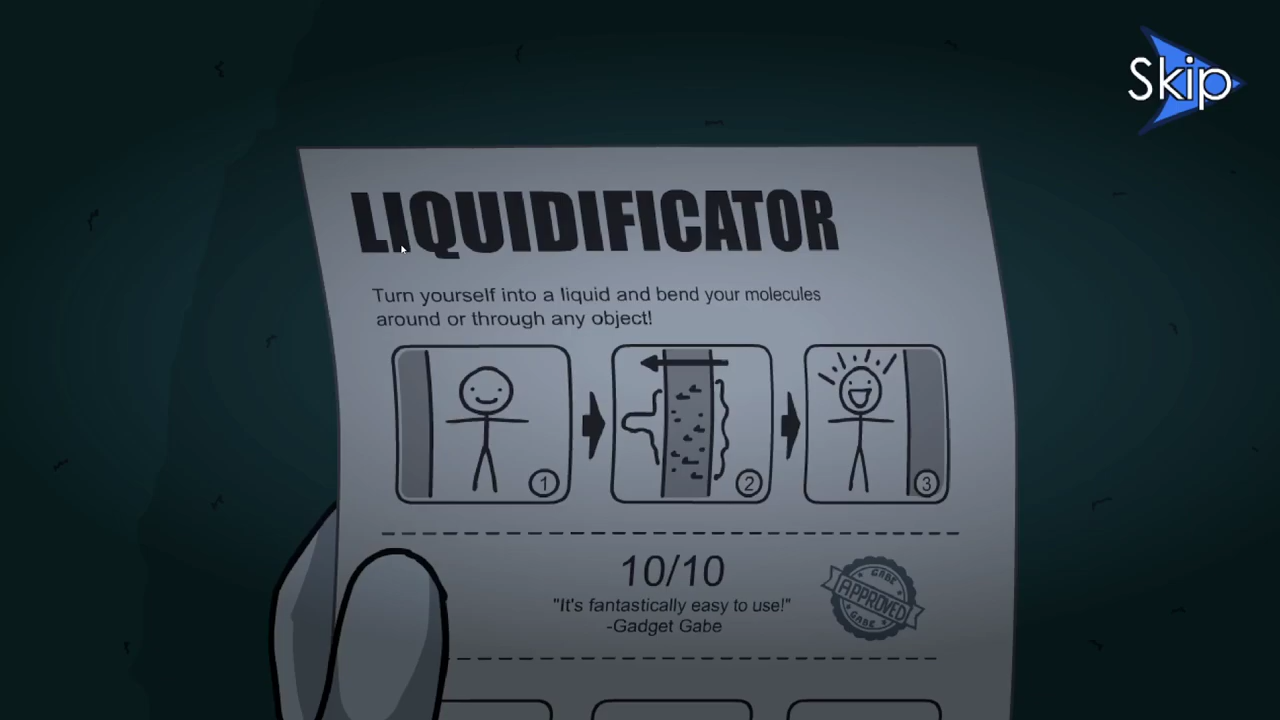 Skip
LIQUIDIFICATOR
Turn yourself into a liquid and bend your molecules
around or through any object!
1
2
3
10/10
"It's fantastically easy to use!"
-Gadget Gabe
GABE
APPROVED
GABE